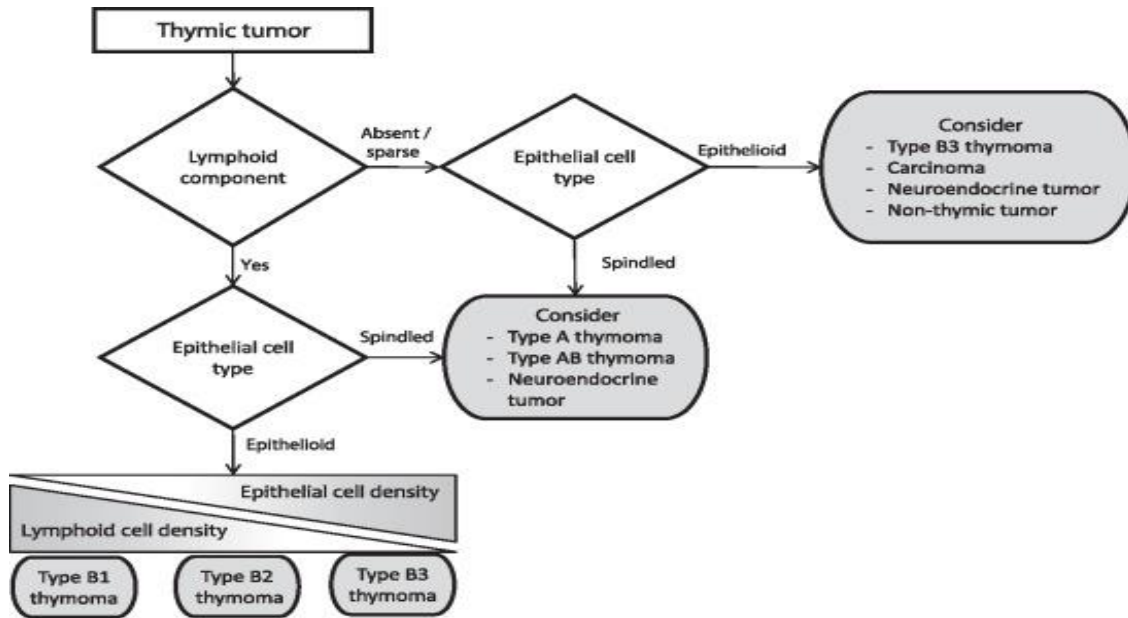 Thymic tumor
Lymphoid
component
Absent /
sparse
Epithelial cell
type
Epithelioid
Consider
- Type B3 thymoma
- Carcinoma
- Neuroendocrine tumor
- Non-thymic tumor
Yes
Spindled
Epithelial cell
type
Spindled
Consider
- Type A thymoma
- Type AB thymoma
- Neuroendocrine
tumor
Epithelioid
Epithelial cell density
Lymphoid cell density
Type B1
thymoma
Type B2
thymoma
Type B3
thymoma